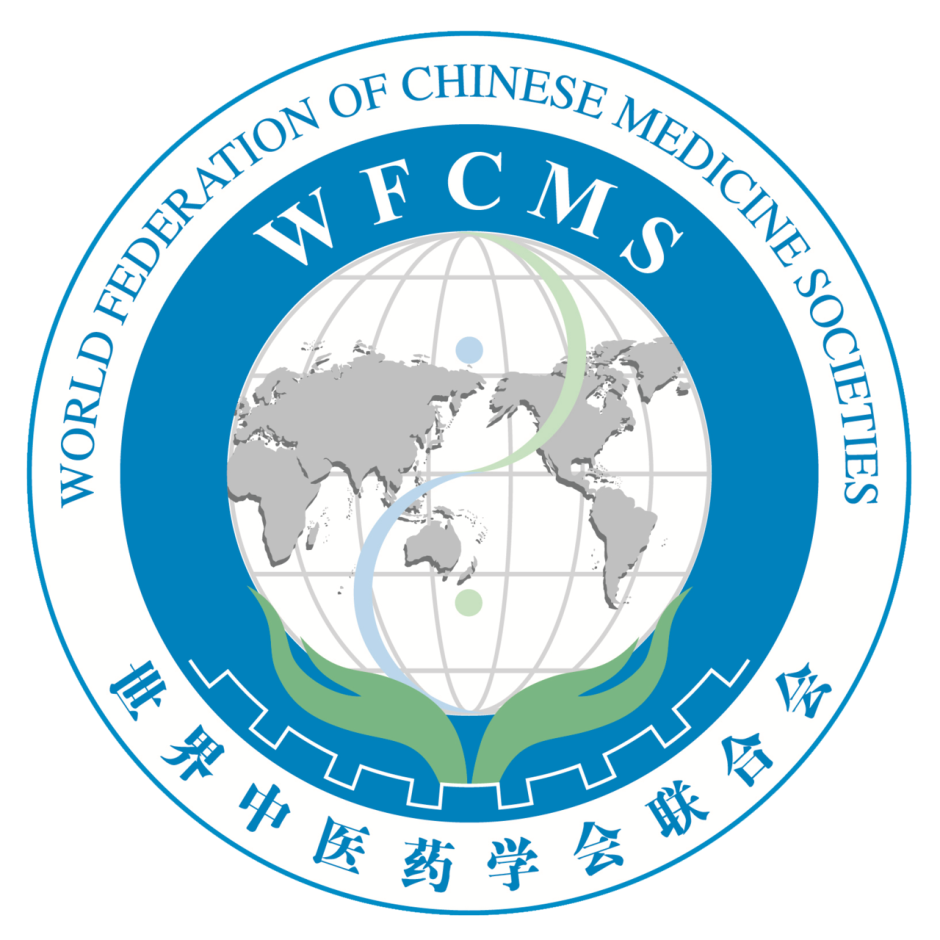 WORLD FEDERATION OF CHINESE MEDICINE SOCIETIES
WFCMS
世界中医药学会联合会